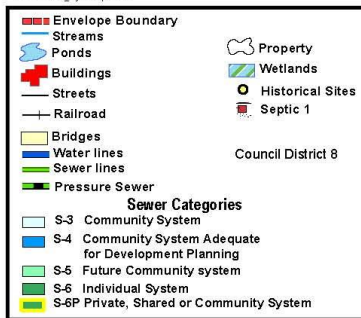 Envelope Boundary
Streams
Ponds
Buildings
Streets
Railroad
Bridges
Water lines
Sewer lines
Pressure Sewer
Property
Wetlands
Historical Sites
Septic 1
Council District 8
Sewer Categories
S-3 Community System
S-4 Community System Adequate
for Development Planning
S-5 Future Community system
S-6 Individual System
S-6P Private, Shared or Community System